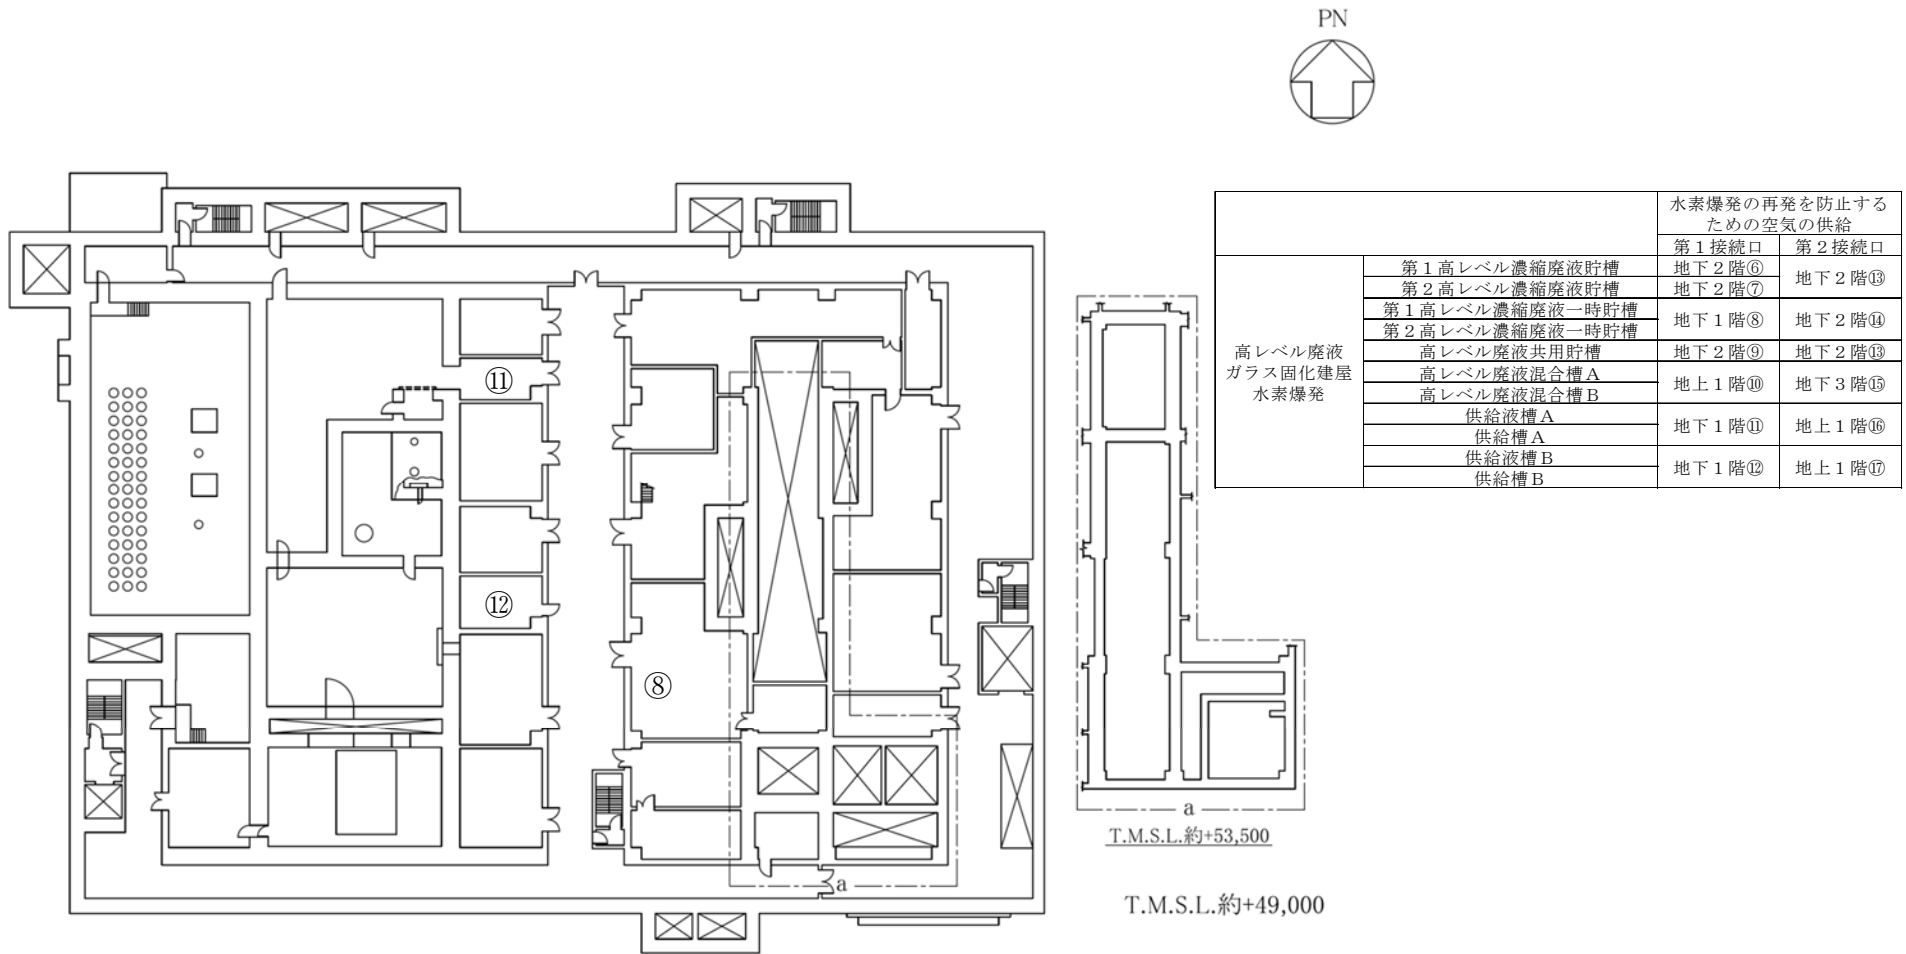 PN
水素爆発の再発を防止する
ための空気の供給
第1接続口 第2接続口
高レベル廃液
ガラス固化建屋
水素爆発
第1高レベル濃縮廃液貯槽 地下2階⑥ 地下2階⑬
第2高レベル濃縮廃液貯槽 地下2階⑦
第1高レベル濃縮廃液一時貯槽 地下1階⑧ 地下2階⑭
第2高レベル濃縮廃液一時貯槽
高レベル廃液共用貯槽 地下2階⑨ 地下2階⑬
高レベル廃液混合槽A 地上1階⑩ 地下3階⑮
高レベル廃液混合槽B
供給液槽A 地下1階⑪ 地上1階⑯
供給槽A
供給液槽B 地下1階⑫ 地上1階⑰
供給槽B
⑪
⑫
⑧
a
a
T.M.S.L.約+53,500
T.M.S.L.約+49,000